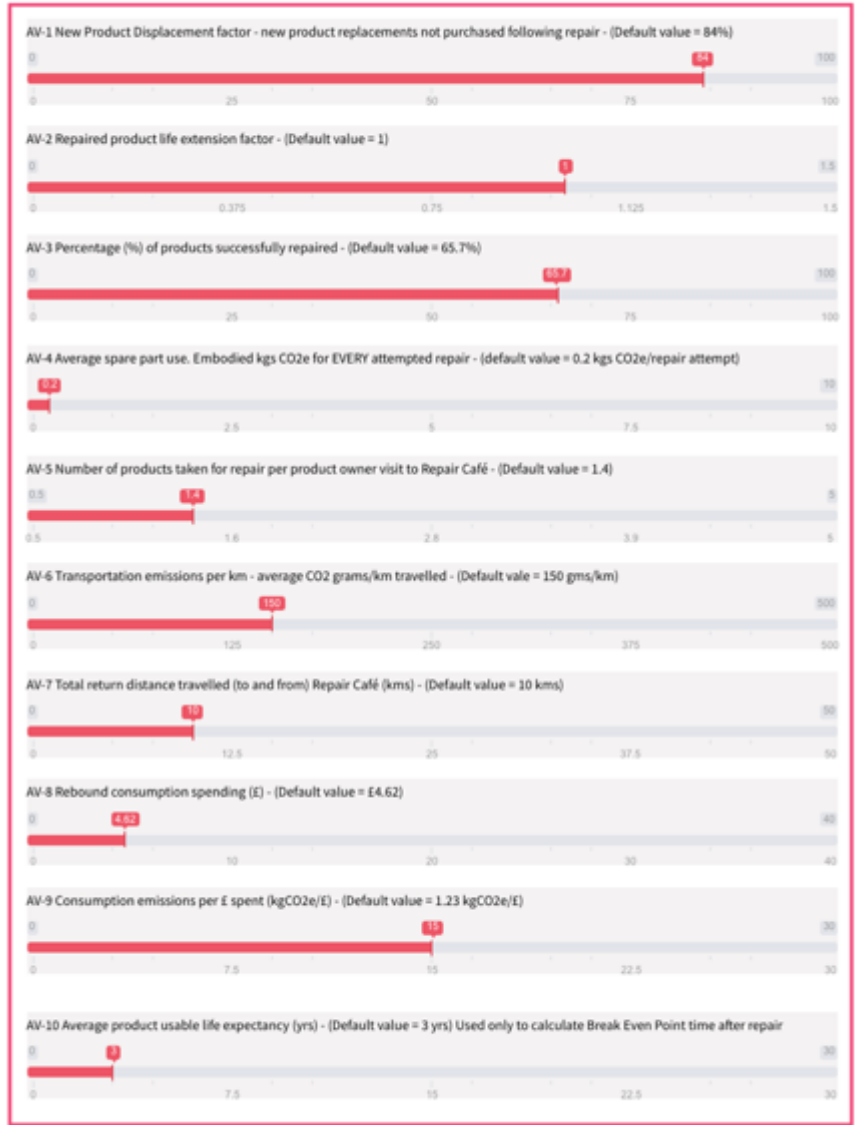 AV-1 New Product Displacement factor - new product replacements not purchased following repair - (Default value = 84%)
0 84 100
0 25 50 75 100
AV-2 Repaired product life extension factor - (Default value = 1)
0 1 1.5
0 0.375 0.75 1.125 1.5
AV-3 Percentage (%) of products successfully repaired - (Default value = 65.7%)
0 65.7 100
0 25 50 75 100
AV-4 Average spare part use. Embodied kgs CO2e for EVERY attempted repair - (default value = 0.2 kgs CO2e/repair attempt)
0.2 10
0 2.5 5 7.5 10
AV-5 Number of products taken for repair per product owner visit to Repair Café - (Default value = 1.4)
0.5 1.4 5
0.5 1.6 2.8 3.9 5
AV-6 Transportation emissions per km - average CO2 grams/km travelled - (Default vale = 150 gms/km)
0 150 500
0 125 250 375 500
AV-7 Total return distance travelled (to and from) Repair Café (kms) - (Default value = 10 kms)
0 10 50
0 12.5 25 37.5 50
AV-8 Rebound consumption spending (£) - (Default value = £4.62)
0 4.62 40
0 10 20 30 40
AV-9 Consumption emissions per £ spent (kgCO2e/£) - (Default value = 1.23 kgCO2e/£)
0 15 30
0 7.5 15 22.5 30
AV-10 Average product usable life expectancy (yrs) - (Default value = 3 yrs) Used only to calculate Break Even Point time after repair
0 3 30
0 7.5 15 22.5 30